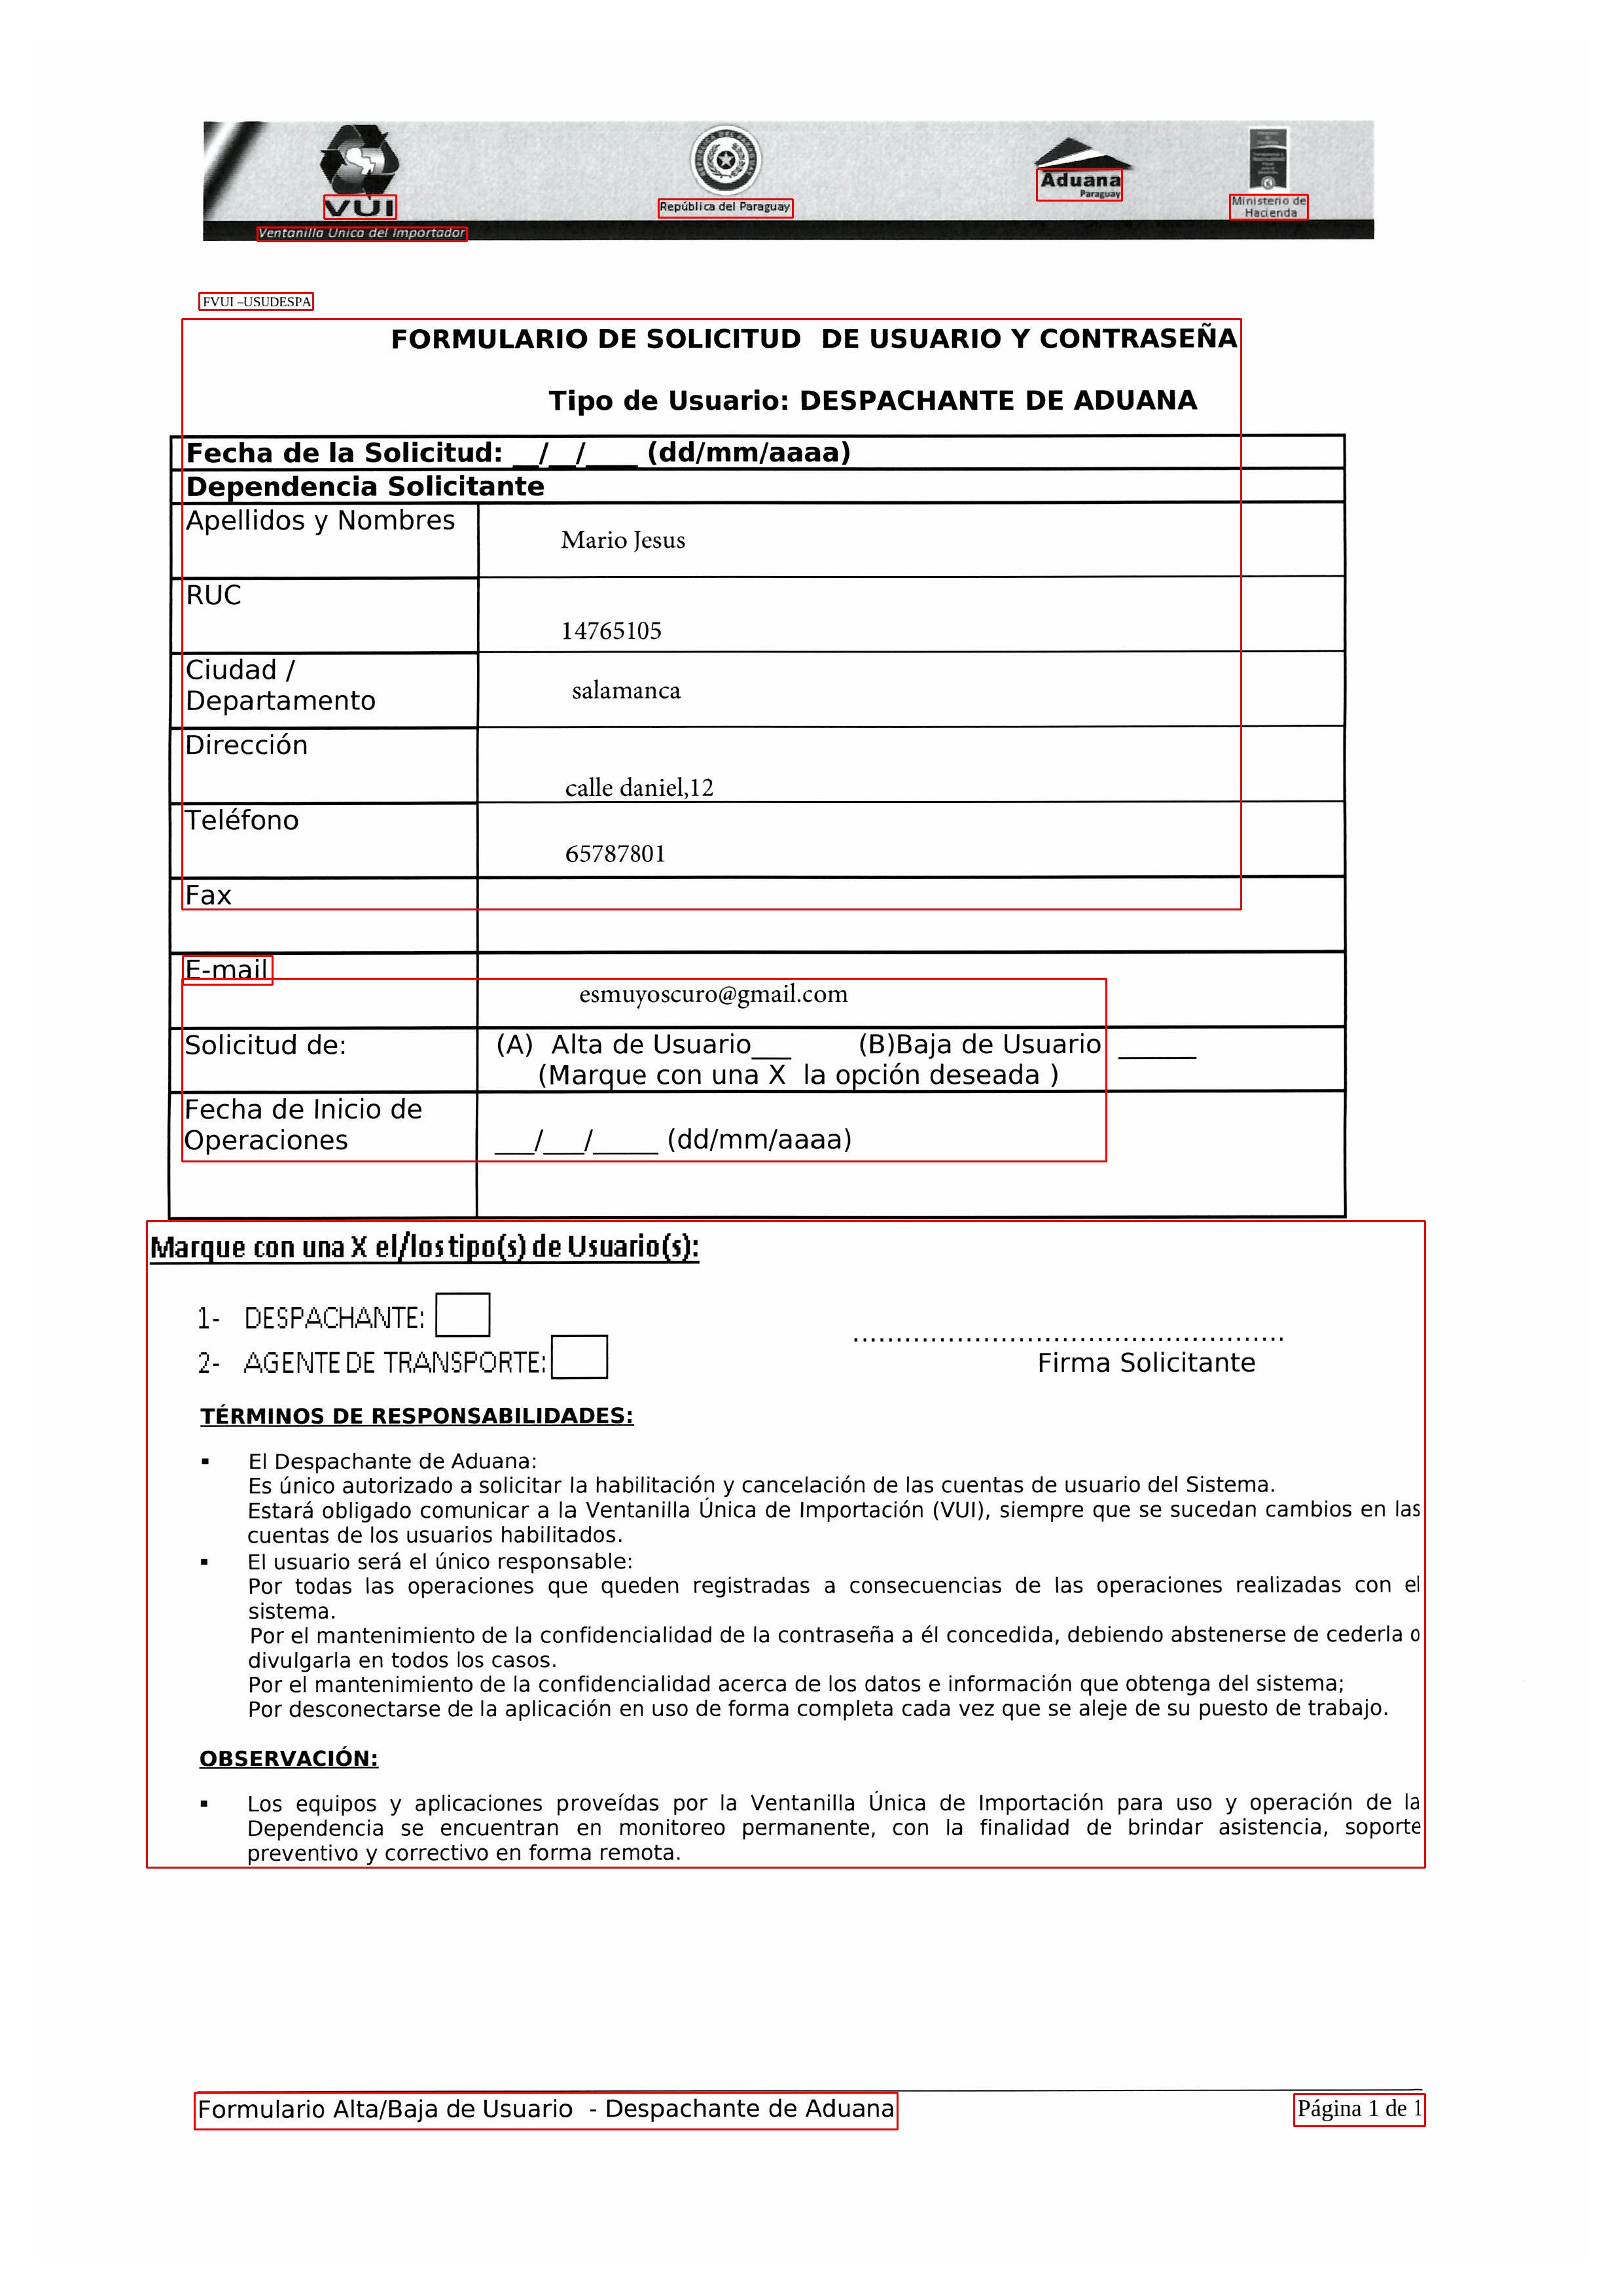 VUI
Ventanilla Unica del Importador
República del Paraguay
Aduana
Paraguay
Ministerio de
Hacienda
FVUI –USUDESPA
FORMULARIO DE SOLICITUD DE USUARIO Y CONTRASEÑA
Tipo de Usuario: DESPACHANTE DE ADUANA
Fecha de la Solicitud: __/__/____ (dd/mm/aaaa)
Dependencia Solicitante
Apellidos y Nombres
Mario Jesus
RUC
14765105
Ciudad /
Departamento
salamanca
Dirección
calle daniel,12
Teléfono
65787801
Fax
E-mail
esmuyoscuro@gmail.com
Solicitud de:
(A) Alta de Usuario___ (B)Baja de Usuario ______
(Marque con una X la opción deseada )
Fecha de Inicio de
Operaciones
___/___/_____ (dd/mm/aaaa)
Marque con una X el/los tipo(s) de Usuario(s):
1- DESPACHANTE:
2- AGENTE DE TRANSPORTE:
..................................................
Firma Solicitante
TÉRMINOS DE RESPONSABILIDADES:
▪ El Despachante de Aduana:
Es único autorizado a solicitar la habilitación y cancelación de las cuentas de usuario del Sistema.
Estará obligado comunicar a la Ventanilla Única de Importación (VUI), siempre que se sucedan cambios en las
cuentas de los usuarios habilitados.
▪ El usuario será el único responsable:
Por todas las operaciones que queden registradas a consecuencias de las operaciones realizadas con el
sistema.
Por el mantenimiento de la confidencialidad de la contraseña a él concedida, debiendo abstenerse de cederla o
divulgarla en todos los casos.
Por el mantenimiento de la confidencialidad acerca de los datos e información que obtenga del sistema;
Por desconectarse de la aplicación en uso de forma completa cada vez que se aleje de su puesto de trabajo.
OBSERVACIÓN:
▪ Los equipos y aplicaciones proveídas por la Ventanilla Única de Importación para uso y operación de la
Dependencia se encuentran en monitoreo permanente, con la finalidad de brindar asistencia, soporte
preventivo y correctivo en forma remota.
Formulario Alta/Baja de Usuario - Despachante de Aduana
Página 1 de 1